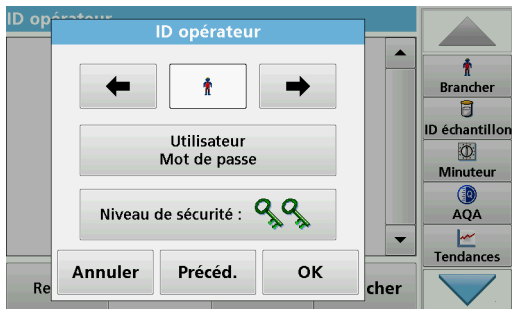 ID opérateur
ID opérateur
Utilisateur
Mot de passe
Niveau de sécurité :
Annuler
Précéd.
OK
Brancher
ID échantillon
Minuteur
AQA
Tendances